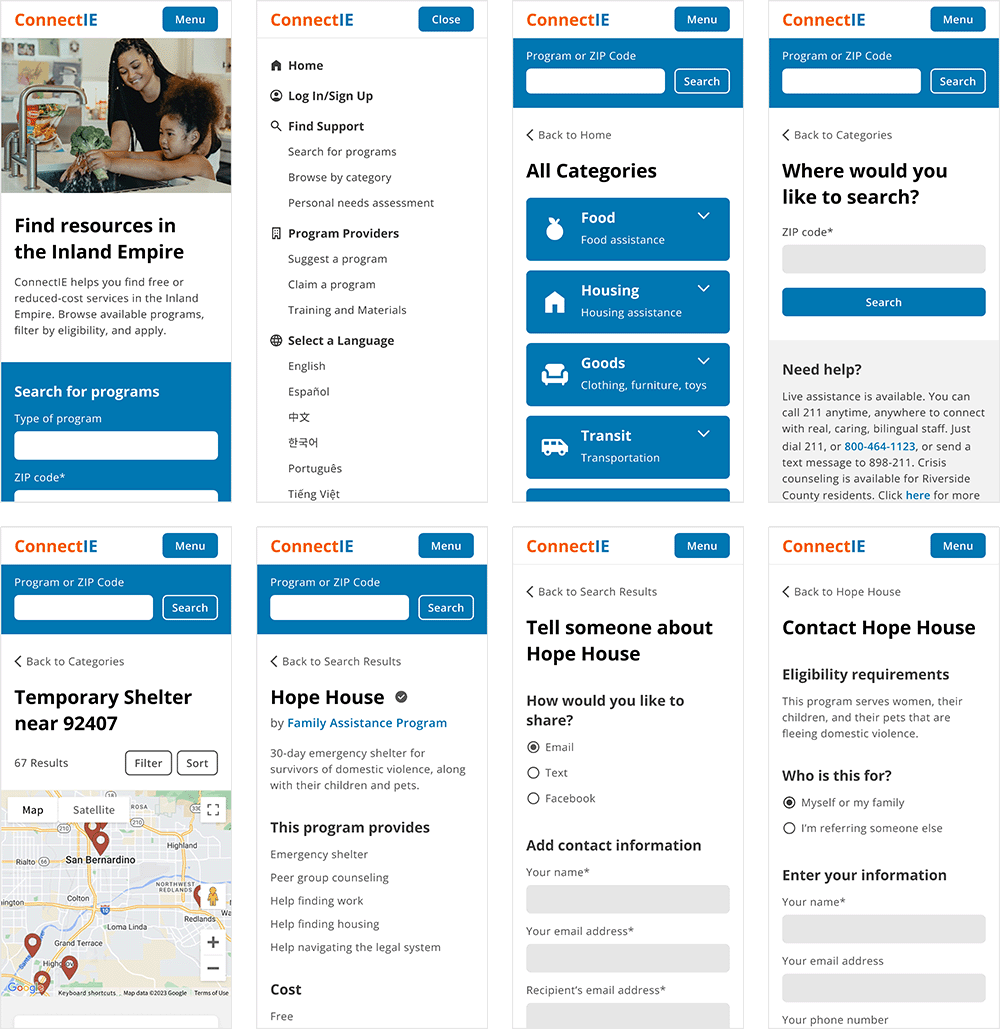 ConnectIE
Menu
Find resources in
the Inland Empire
ConnectIE helps you find free or
reduced-cost services in the Inland
Empire. Browse available programs,
filter by eligibility, and apply.
Search for programs
Type of program
ZIP code*
ConnectIE
Close
Home
Log In/Sign Up
Find Support
Search for programs
Browse by category
Personal needs assessment
Program Providers
Suggest a program
Claim a program
Training and Materials
Select a Language
English
Español
中文
한국어
Português
Tiếng Việt
ConnectIE
Menu
Program or ZIP Code
Search
Back to Home
All Categories
Food
Food assistance
Housing
Housing assistance
Goods
Clothing, furniture, toys
Transit
Transportation
ConnectIE
Menu
Program or ZIP Code
Search
Back to Categories
Where would you
like to search?
ZIP code*
Search
Need help?
Live assistance is available. You can
call 211 anytime, anywhere to connect
with real, caring, bilingual staff. Just
dial 211, or 800-464-1123, or send a
text message to 898-211. Crisis
counseling is available for Riverside
County residents. Click here for more
ConnectIE
Menu
Program or ZIP Code
Search
Back to Categories
Temporary Shelter
near 92407
67 Results
Filter
Sort
Map
Satellite
ROSA
210
210
330
Highland
San Bernardino
Rialto
66
NORTHWEST
REDLANDS
Colton
10
Loma Linda
Redlands
Grand Terrace
Google
Keyboard shortcuts
Map data ©2023 Google
Terms of Use
ConnectIE
Menu
Program or ZIP Code
Search
Back to Search Results
Hope House
by Family Assistance Program
30-day emergency shelter for
survivors of domestic violence, along
with their children and pets.
This program provides
Emergency shelter
Peer group counseling
Help finding work
Help finding housing
Help navigating the legal system
Cost
Free
ConnectIE
Menu
Back to Search Results
Tell someone about
Hope House
How would you like to
share?
Email
Text
Facebook
Add contact information
Your name*
Your email address*
Recipient's email address*
ConnectIE
Menu
Back to Hope House
Contact Hope House
Eligibility requirements
This program serves women, their
children, and their pets that are
fleeing domestic violence.
Who is this for?
Myself or my family
I'm referring someone else
Enter your information
Your name*
Your email address
Your phone number